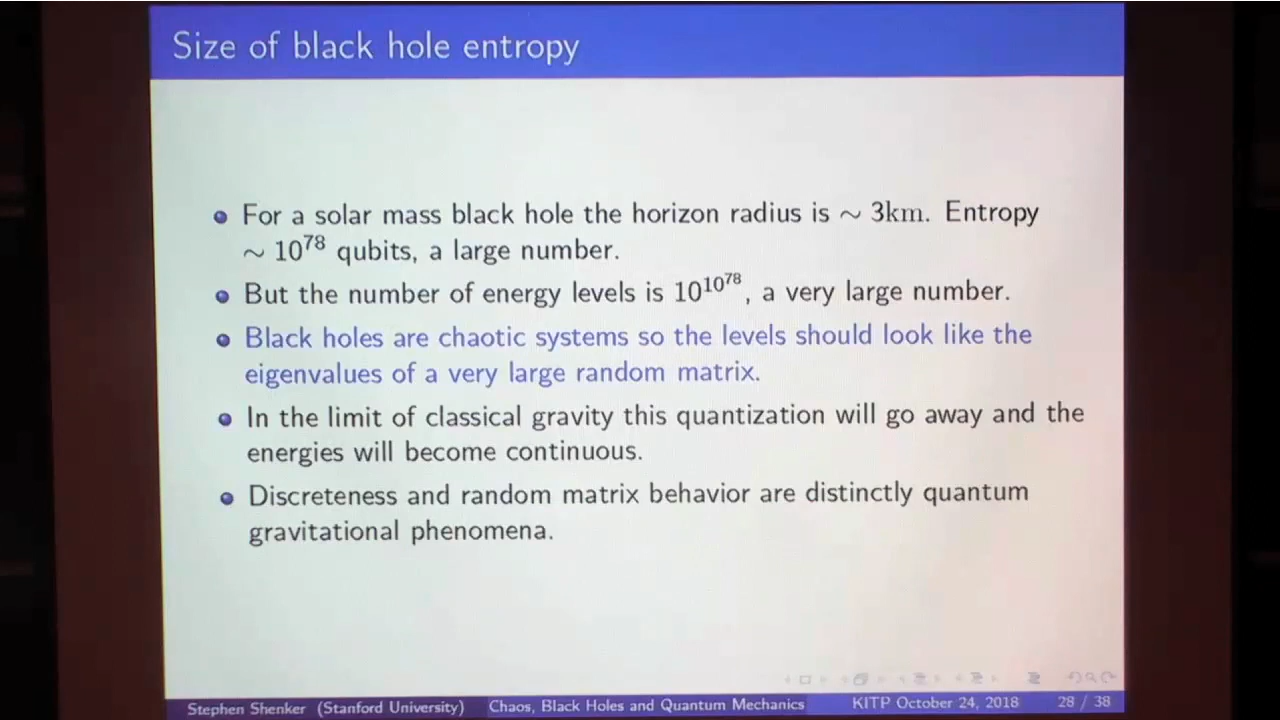 Size of black hole entropy
For a solar mass black hole the horizon radius is ∼ 3km. Entropy
∼ 10⁷⁸ qubits, a large number.
But the number of energy levels is 10^10^78, a very large number.
Black holes are chaotic systems so the levels should look like the
eigenvalues of a very large random matrix.
In the limit of classical gravity this quantization will go away and the
energies will become continuous.
Discreteness and random matrix behavior are distinctly quantum
gravitational phenomena.
Stephen Shenker (Stanford University) Chaos, Black Holes and Quantum Mechanics KITP October 24, 2018 28 / 38